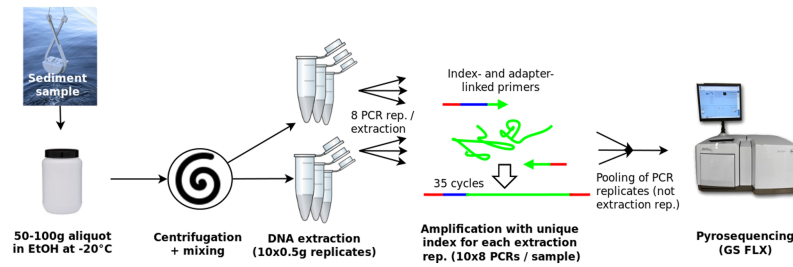 Sediment
sample
50-100g aliquot
in EtOH at -20°C
Centrifugation
+ mixing
DNA extraction
(10x0.5g replicates)
8 PCR rep. /
extraction
Index- and adapter-
linked primers
35 cycles
Amplification with unique
index for each extraction
rep. (10x8 PCRs / sample)
Pooling of PCR
replicates (not
extraction rep.)
Pyrosequencing
(GS FLX)